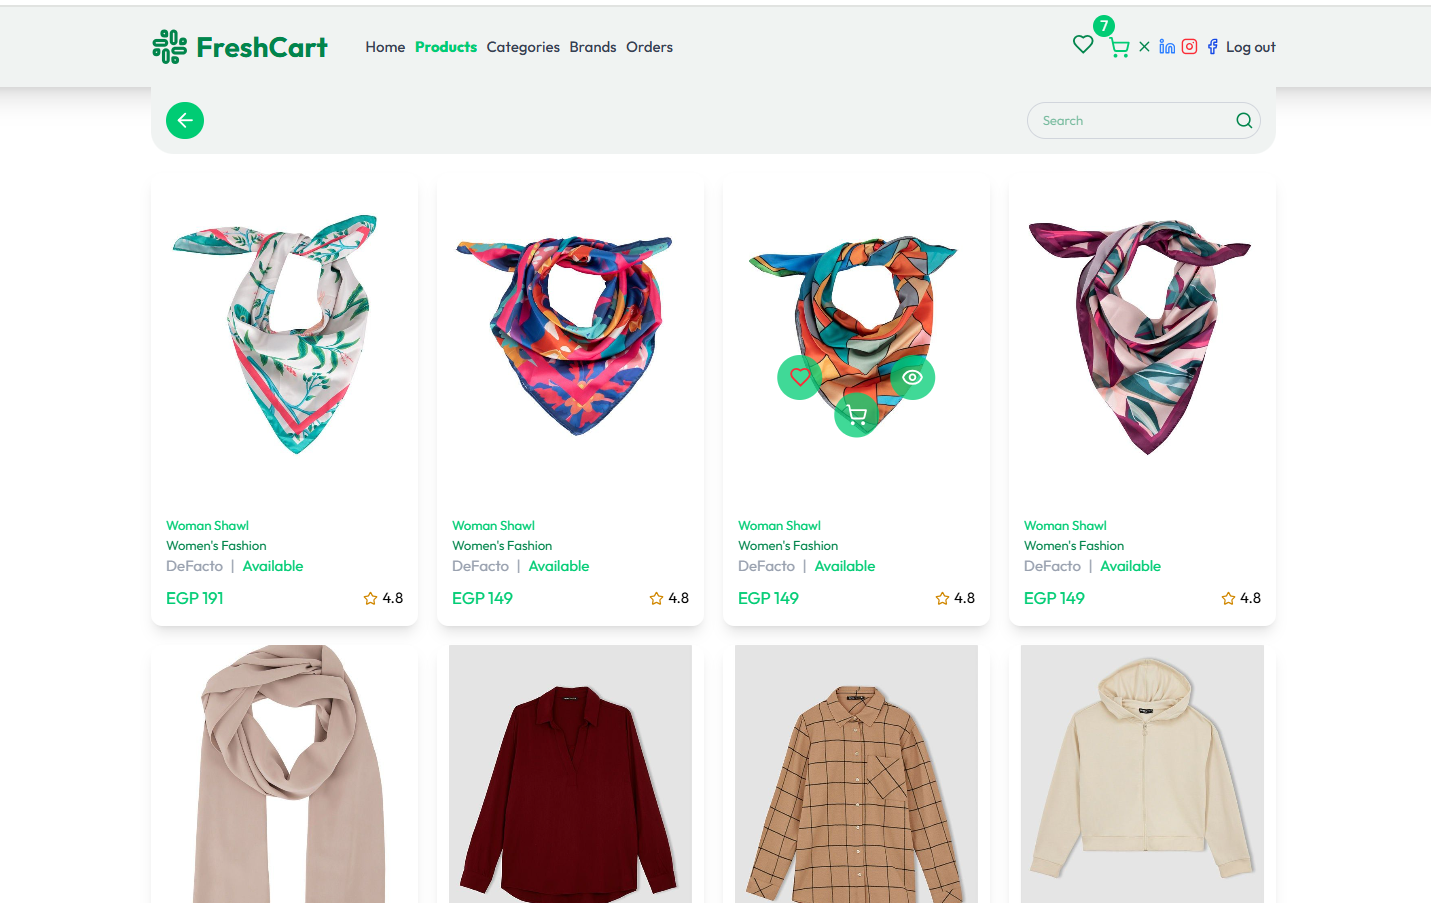 7
FreshCart
Home Products Categories Brands Orders
Log out
Search
Woman Shawl
Women's Fashion
DeFacto | Available
EGP 191 4.8
Woman Shawl
Women's Fashion
DeFacto | Available
EGP 149 4.8
Woman Shawl
Women's Fashion
DeFacto | Available
EGP 149 4.8
Woman Shawl
Women's Fashion
DeFacto | Available
EGP 149 4.8